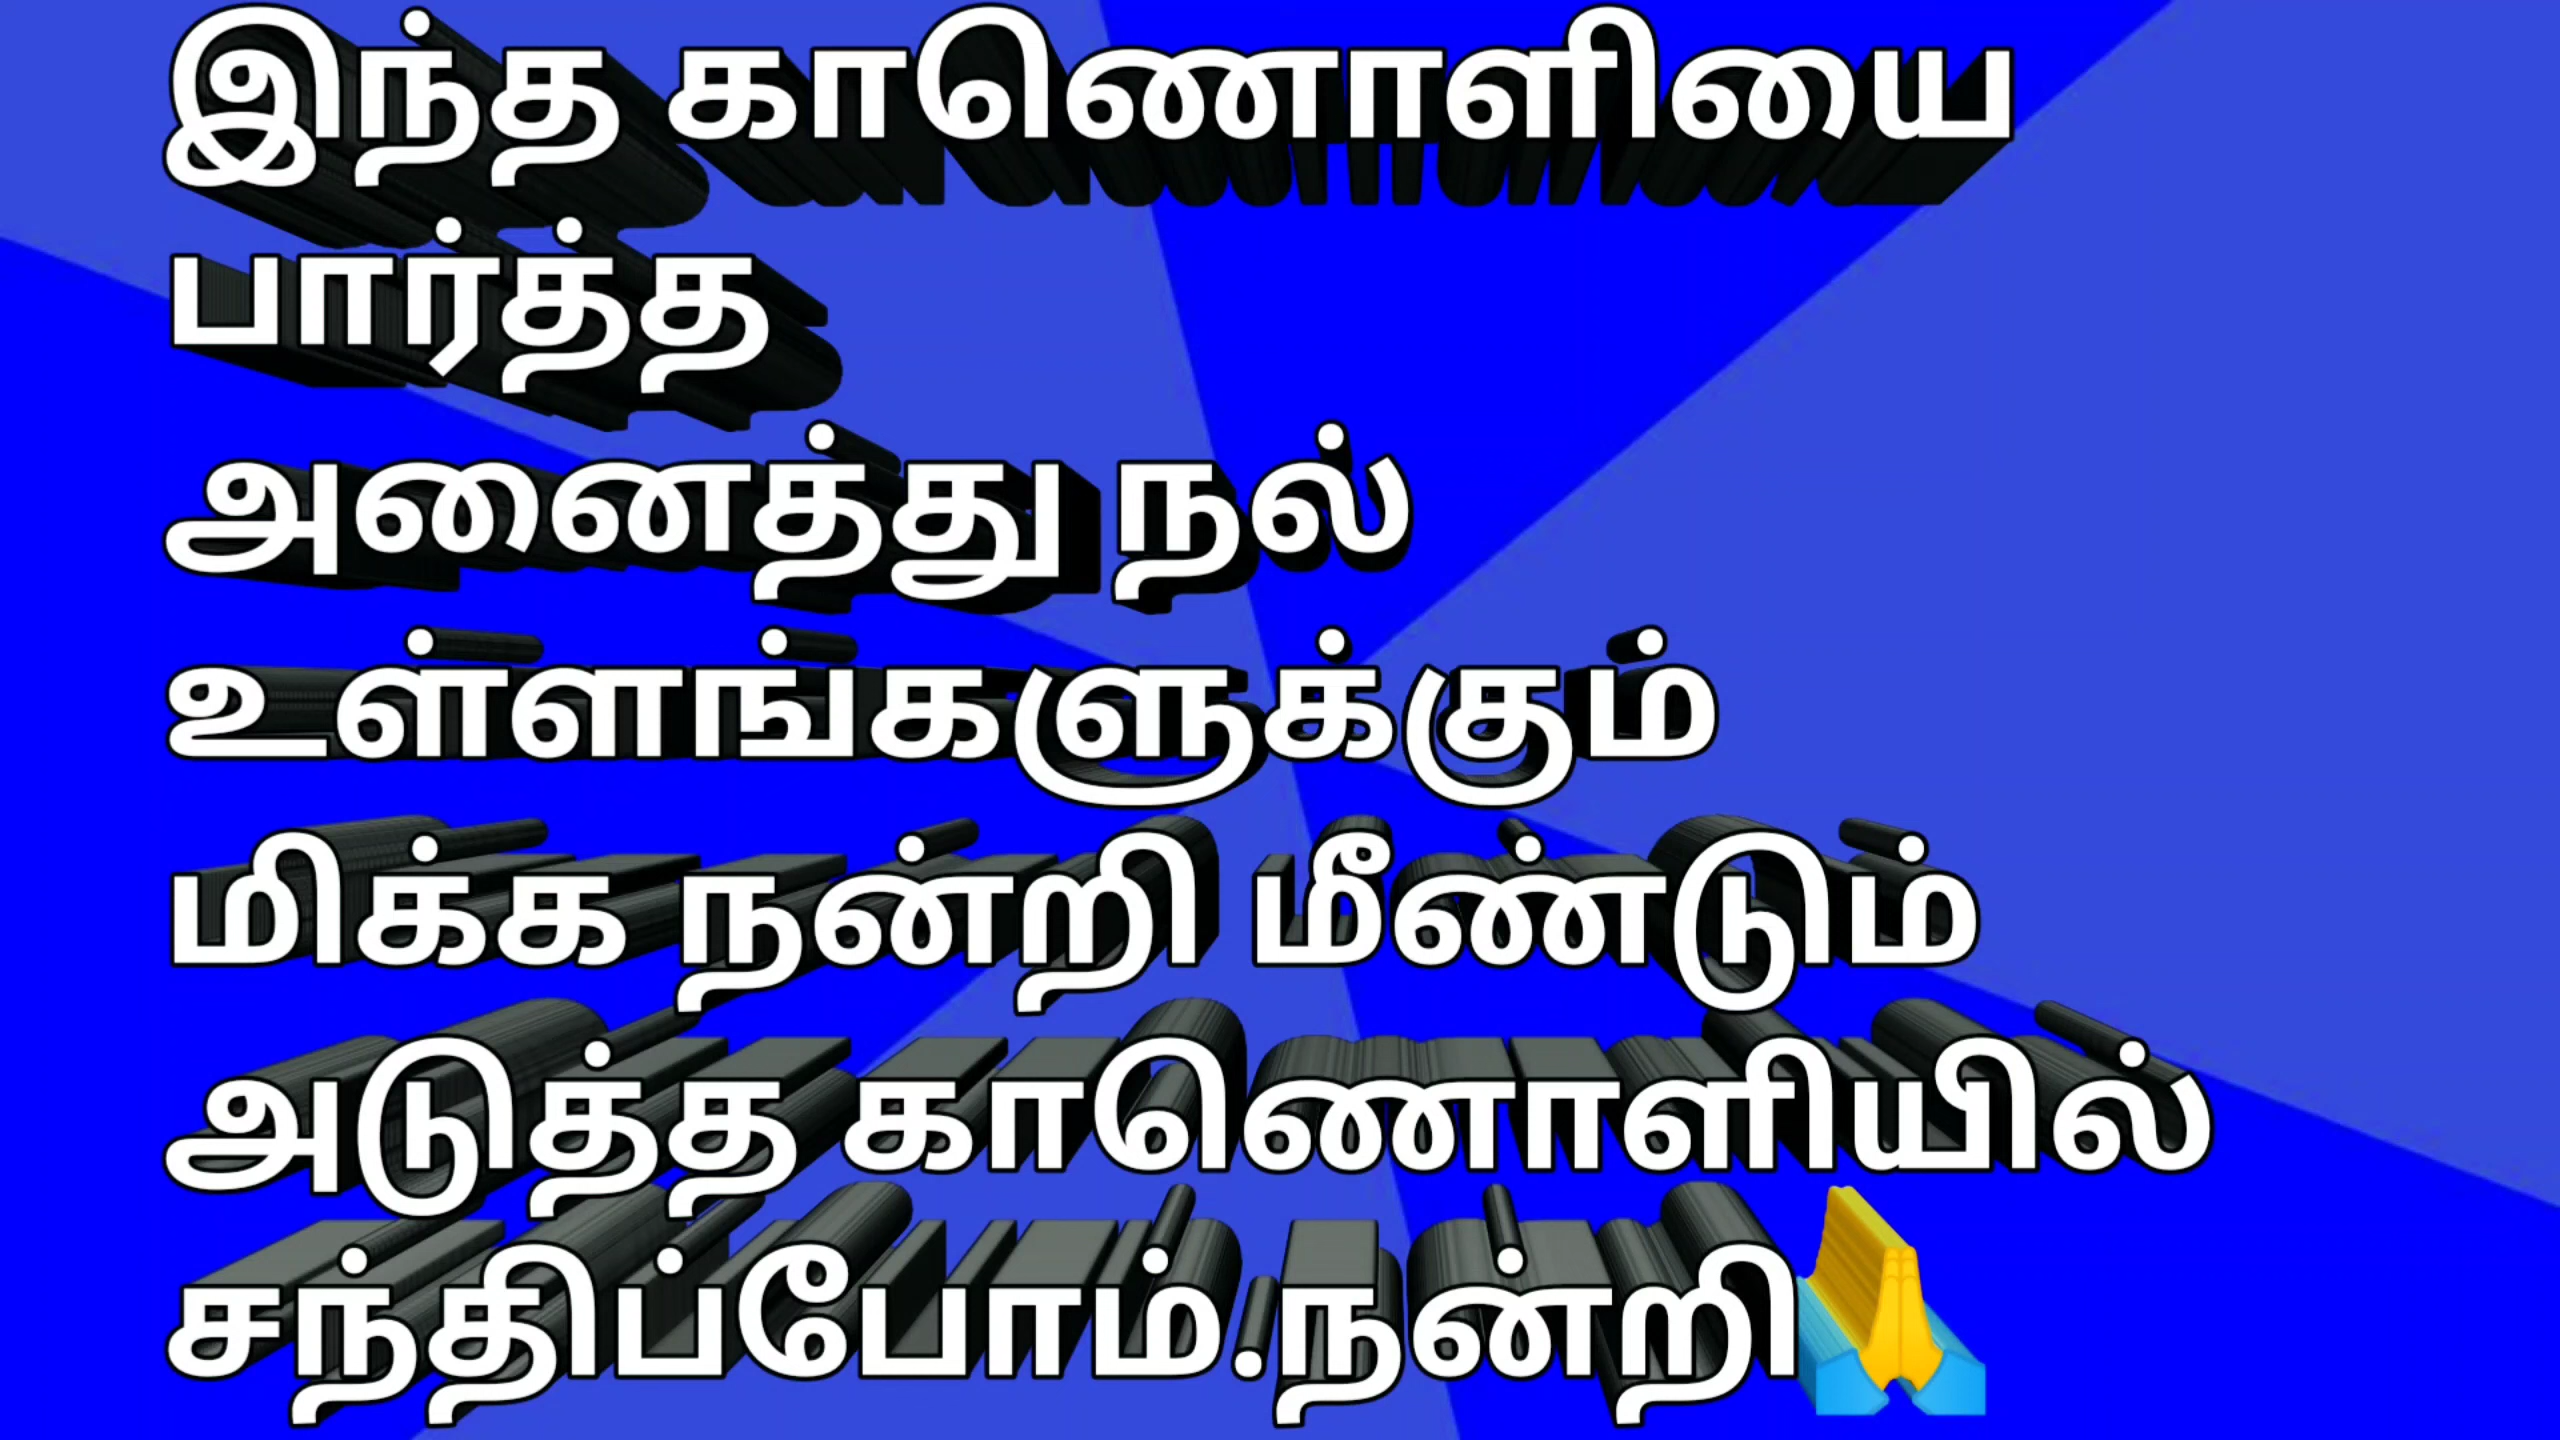 இந்த காணொளியை
பார்த்த
அனைத்து நல்
உள்ளங்களுக்கும்
மிக்க நன்றி மீண்டும்
அடுத்த காணொளியில்
சந்திப்போம்.நன்றி🙏